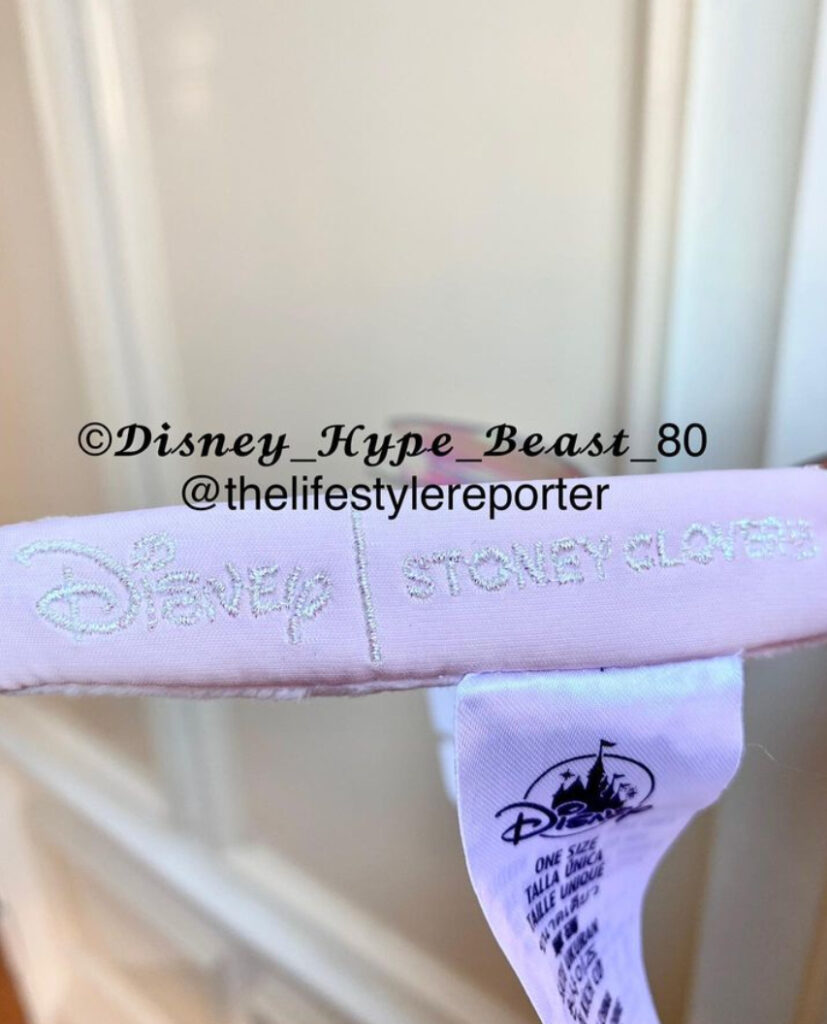 ©Disney_Hype_Beast_80
@thelifestylereporter
Disney | STONEY CLOVER
Disney
ONE SIZE
TALLA ÚNICA
TAILLE UNIQUE